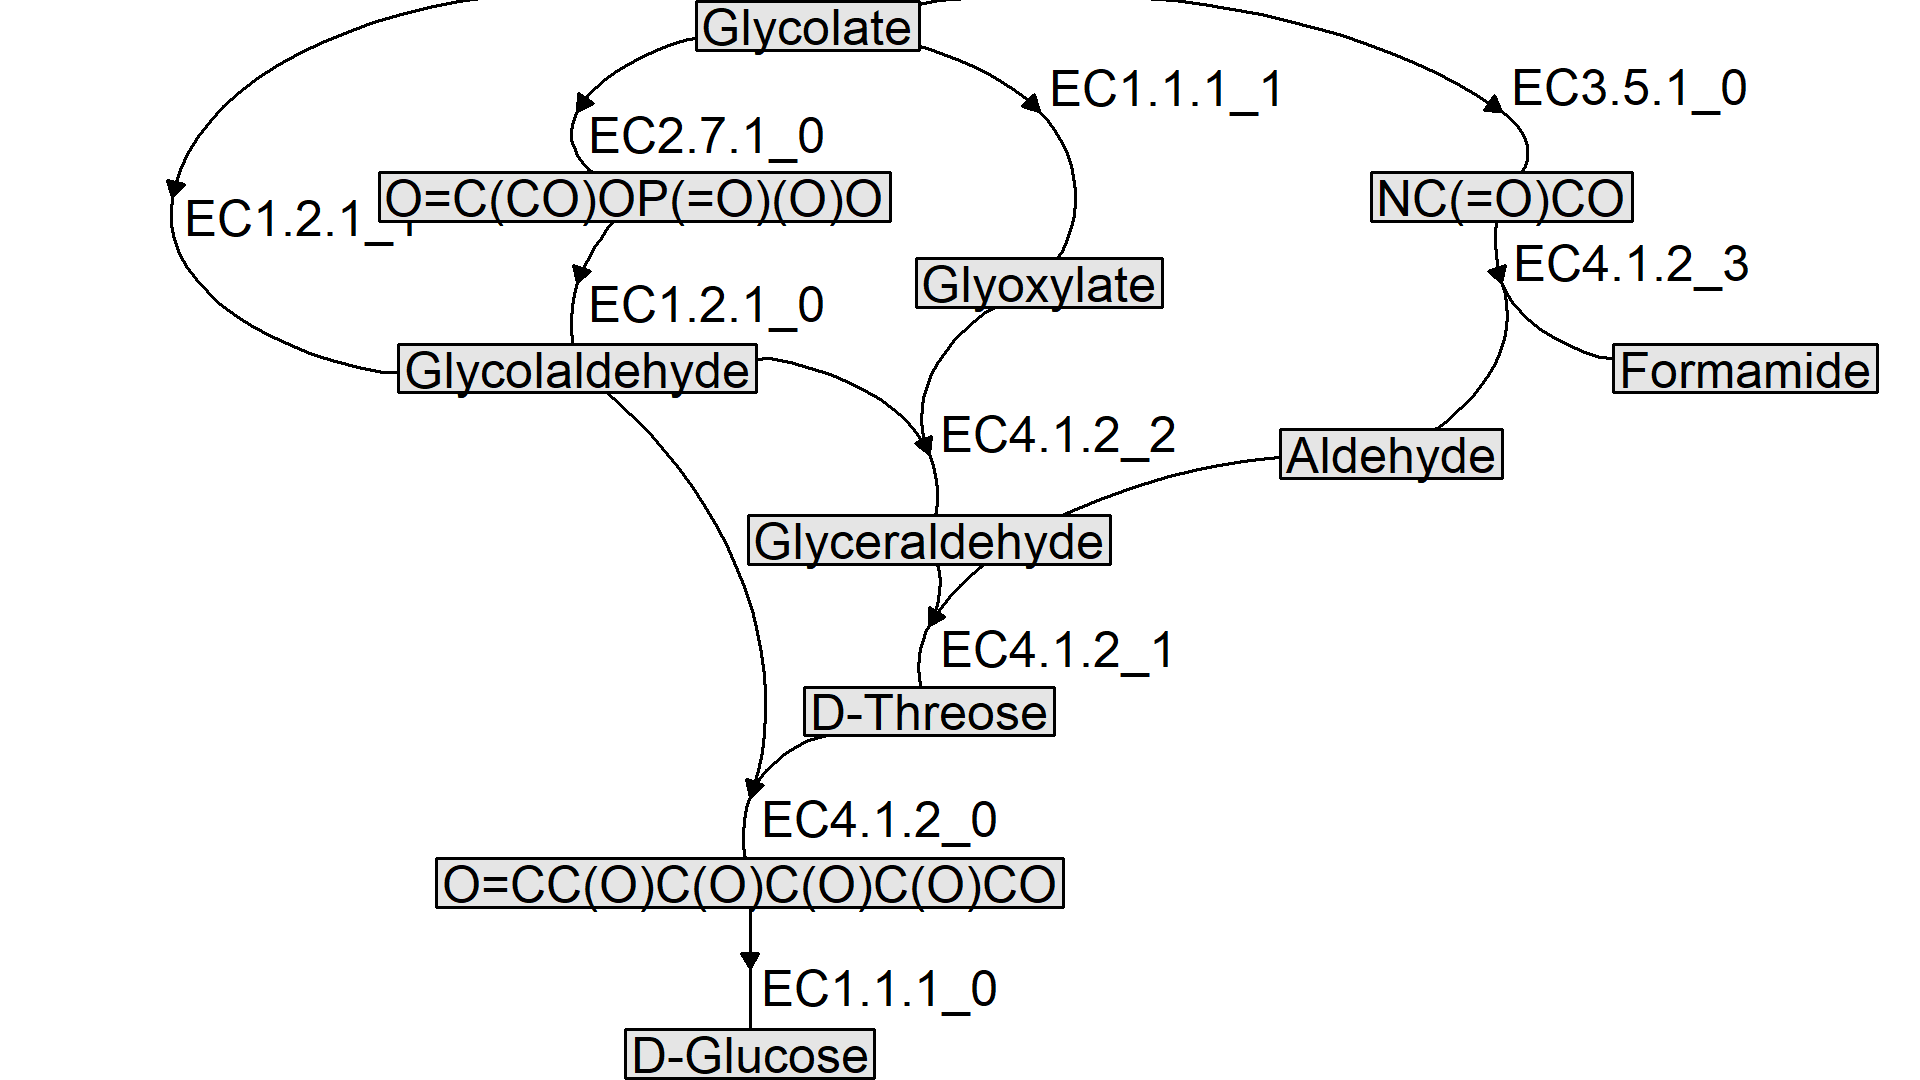 Glycolate
EC1.1.1_1
EC3.5.1_0
EC2.7.1_0
O=C(CO)OP(=O)(O)O
NC(=O)CO
EC1.2.1_1
EC4.1.2_3
Glyoxylate
EC1.2.1_0
Glycolaldehyde
Formamide
EC4.1.2_2
Aldehyde
Glyceraldehyde
EC4.1.2_1
D-Threose
EC4.1.2_0
O=CC(O)C(O)C(O)C(O)CO
EC1.1.1_0
D-Glucose